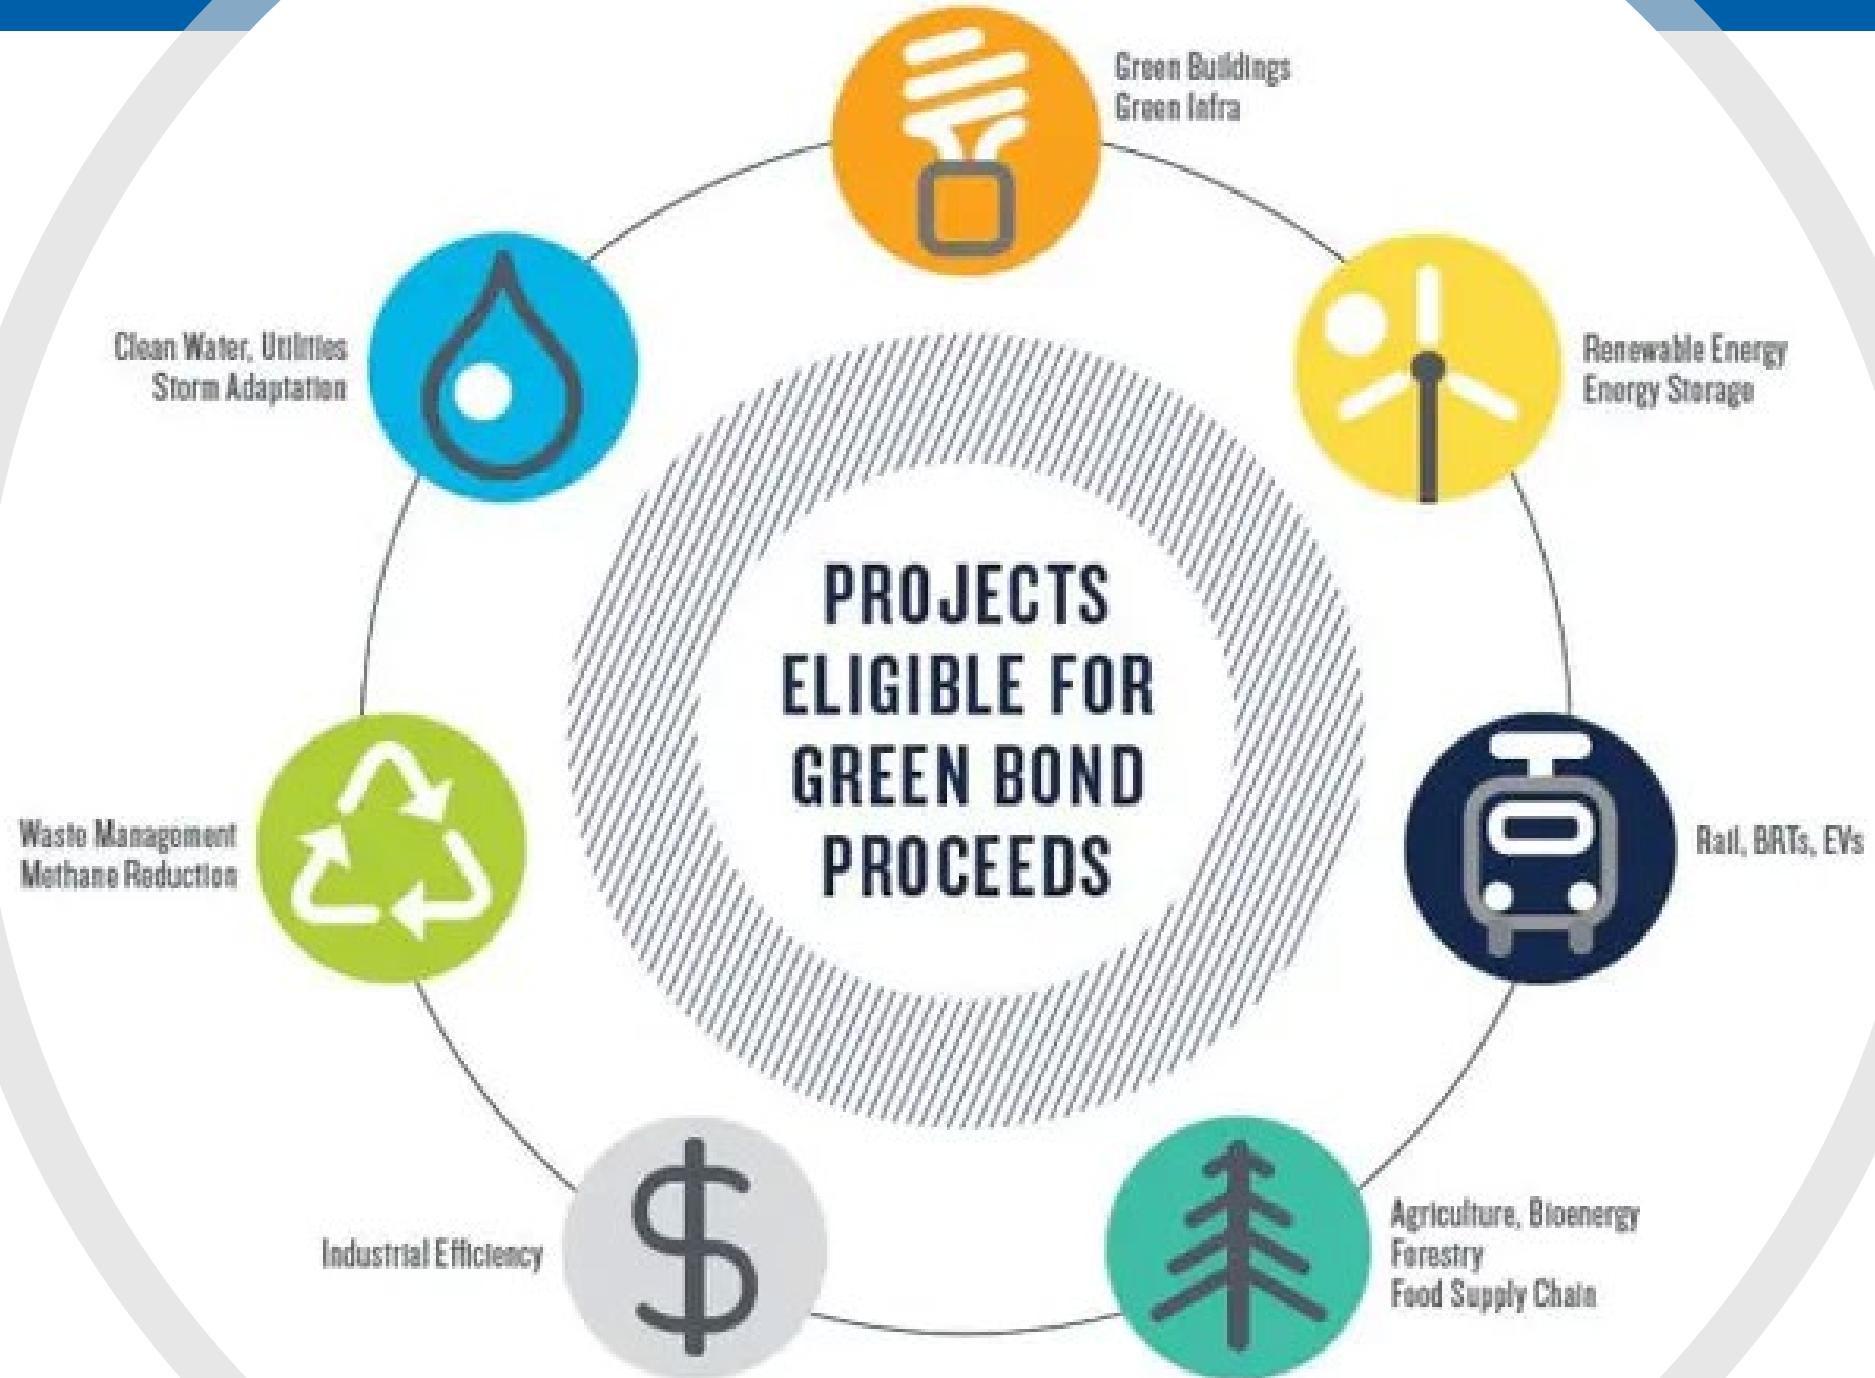 Green Buildings
Green Infra
Clean Water, Utilities
Storm Adaptation
Renewable Energy
Energy Storage
PROJECTS
ELIGIBLE FOR
GREEN BOND
PROCEEDS
Waste Management
Methane Reduction
Rail, BRTs, EVs
Industrial Efficiency
Agriculture, Bioenergy
Forestry
Food Supply Chain